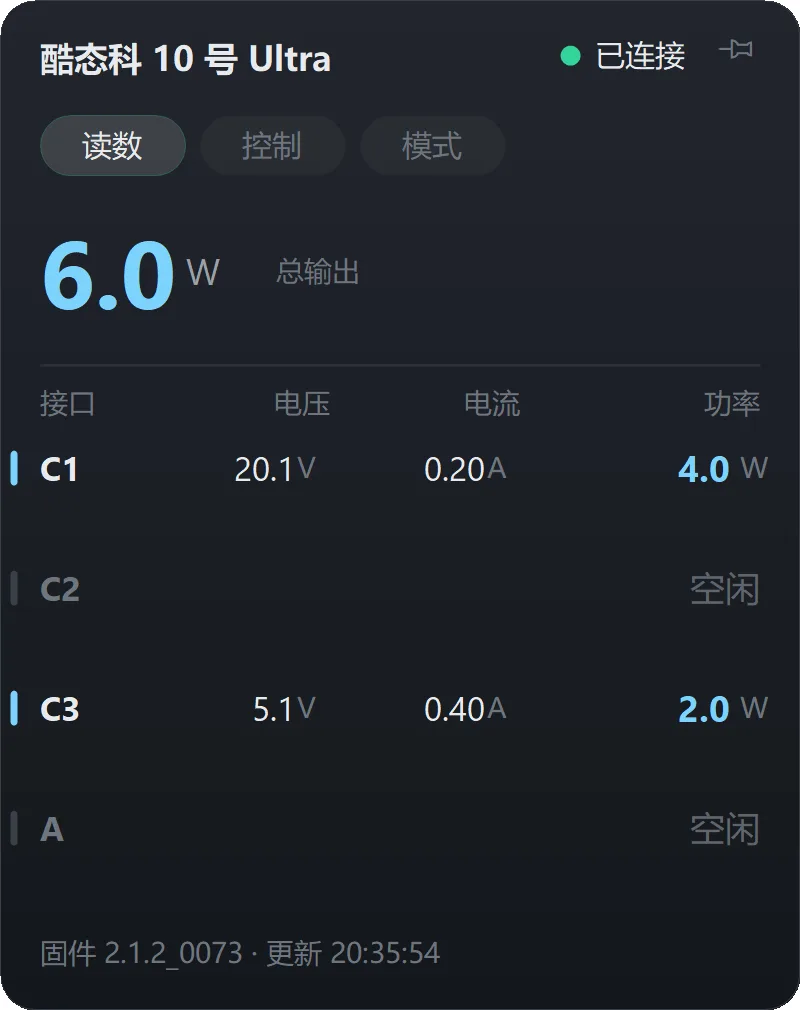 酷态科 10 号 Ultra 已连接
读数 控制 模式
6.0 W 总输出
接口 电压 电流 功率
C1 20.1V 0.20A 4.0 W
C2 空闲
C3 5.1V 0.40A 2.0 W
A 空闲
固件 2.1.2_0073 · 更新 20:35:54